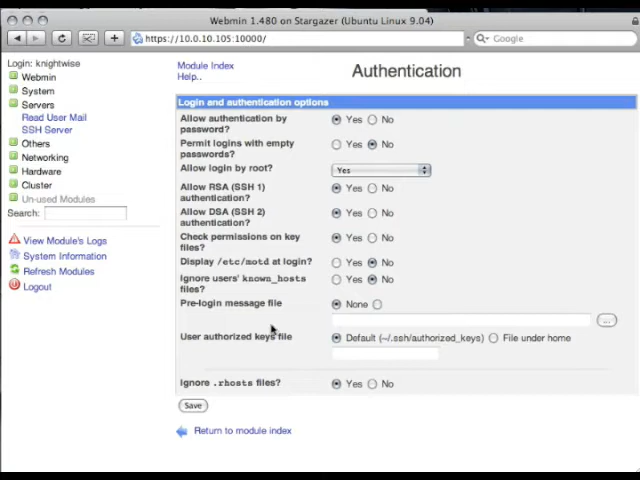 Webmin 1.480 on Stargazer (Ubuntu Linux 9.04)
https://10.0.10.105:10000/
Google
Login: knightwise
Webmin
System
Servers
Read User Mail
SSH Server
Others
Networking
Hardware
Cluster
Un-used Modules
Search:
View Module's Logs
System Information
Refresh Modules
Logout
Module Index
Help..
Authentication
Login and authentication options
Allow authentication by password? Yes No
Permit logins with empty passwords? Yes No
Allow login by root? Yes
Allow RSA (SSH 1) authentication? Yes No
Allow DSA (SSH 2) authentication? Yes No
Check permissions on key files? Yes No
Display /etc/motd at login? Yes No
Ignore users' known_hosts files? Yes No
Pre-login message file None
...
User authorized keys file Default (~/.ssh/authorized_keys) File under home
Ignore .rhosts files? Yes No
Save
Return to module index